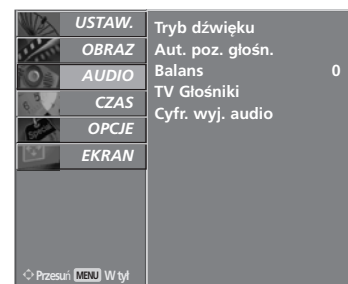 USTAW.
OBRAZ
AUDIO
CZAS
OPCJE
EKRAN
Tryb dźwięku
Aut. poz. głośn.
Balans 0
TV Głośniki
Cyfr. wyj. audio
Przesuń MENU W tył